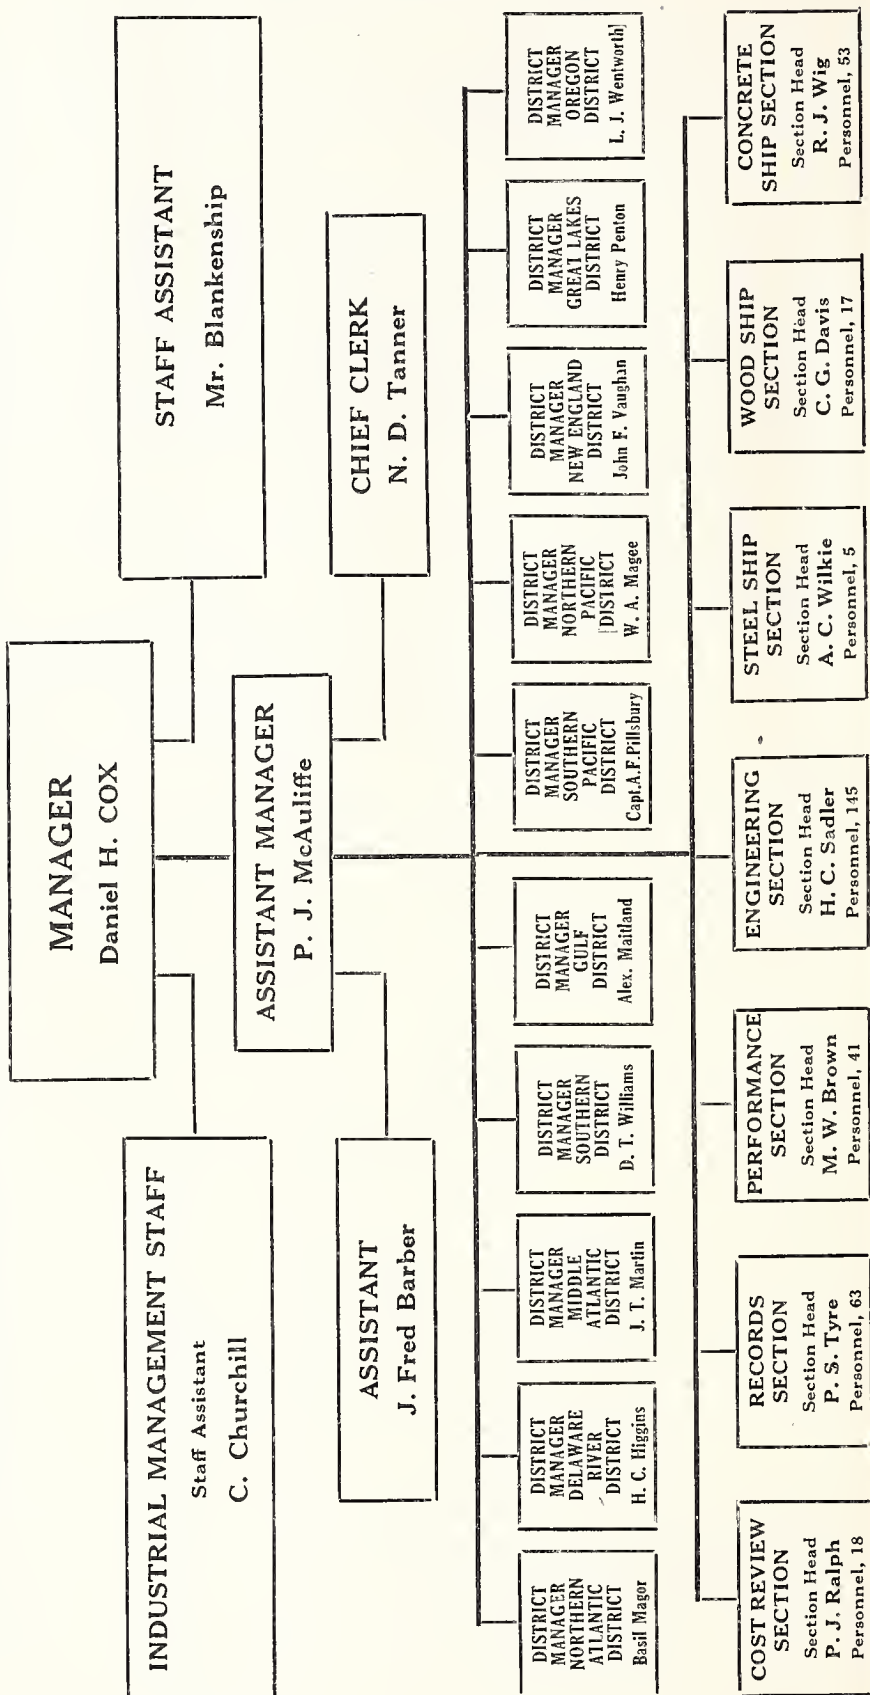 MANAGER
Daniel H. COX
INDUSTRIAL MANAGEMENT STAFF
Staff Assistant
C. Churchill
STAFF ASSISTANT
Mr. Blankenship
ASSISTANT MANAGER
P. J. McAuliffe
ASSISTANT
J. Fred Barber
CHIEF CLERK
N. D. Tanner
DISTRICT
MANAGER
NORTHERN
ATLANTIC
DISTRICT
Basil Magor
DISTRICT
MANAGER
DELAWARE
RIVER
DISTRICT
H. C. Higgins
DISTRICT
MANAGER
MIDDLE
ATLANTIC
DISTRICT
J. T. Martin
DISTRICT
MANAGER
SOUTHERN
DISTRICT
D. T. Williams
DISTRICT
MANAGER
GULF
DISTRICT
Alex. Maitland
DISTRICT
MANAGER
SOUTHERN
PACIFIC
DISTRICT
Capt.A.F.Pillsbury
DISTRICT
MANAGER
NORTHERN
PACIFIC
DISTRICT
W. A. Magee
DISTRICT
MANAGER
NEW ENGLAND
DISTRICT
John F. Vaughan
DISTRICT
MANAGER
GREAT LAKES
DISTRICT
Henry Penton
DISTRICT
MANAGER
OREGON
DISTRICT
L. J. Wentworth
COST REVIEW
SECTION
Section Head
P. J. Ralph
Personnel, 18
RECORDS
SECTION
Section Head
P. S. Tyre
Personnel, 63
PERFORMANCE
SECTION
Section Head
M. W. Brown
Personnel, 41
ENGINEERING
SECTION
Section Head
H. C. Sadler
Personnel, 145
STEEL SHIP
SECTION
Section Head
A. C. Wilkie
Personnel, 5
WOOD SHIP
SECTION
Section Head
C. G. Davis
Personnel, 17
CONCRETE
SHIP SECTION
Section Head
R. J. Wig
Personnel, 53